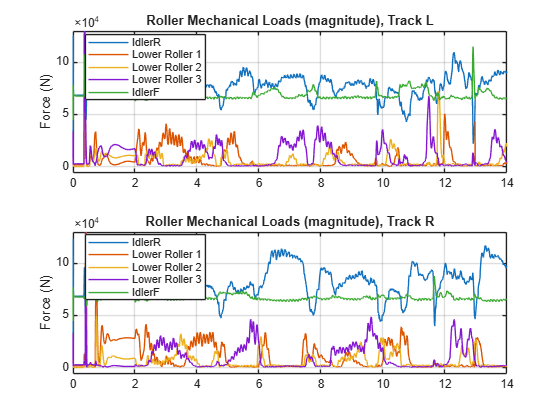 Roller Mechanical Loads (magnitude), Track L
×10⁴
Force (N)
10
5
0
IdlerR
Lower Roller 1
Lower Roller 2
Lower Roller 3
IdlerF
0 2 4 6 8 10 12 14
Roller Mechanical Loads (magnitude), Track R
×10⁴
Force (N)
10
5
0
IdlerR
Lower Roller 1
Lower Roller 2
Lower Roller 3
IdlerF
0 2 4 6 8 10 12 14